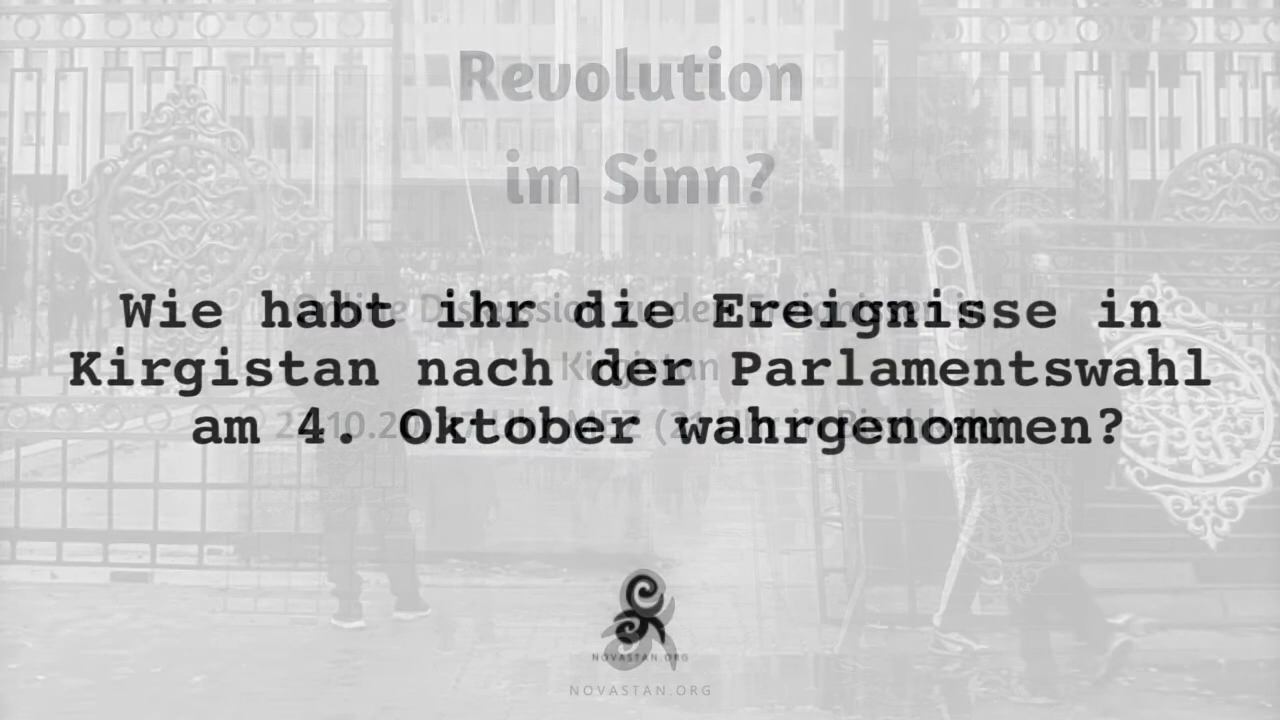 Revolution
im Sinn?
Wie habt ihr die Ereignisse in
Kirgistan nach der Parlamentswahl
Kirgistan
am 4. Oktober wahrgenommen?
NOVASTAN.ORG
NOVASTAN.ORG